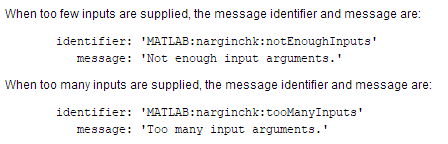 When too few inputs are supplied, the message identifier and message are:
identifier: 'MATLAB:narginchk:notEnoughInputs'
message: 'Not enough input arguments.'
When too many inputs are supplied, the message identifier and message are:
identifier: 'MATLAB:narginchk:tooManyInputs'
message: 'Too many input arguments.'